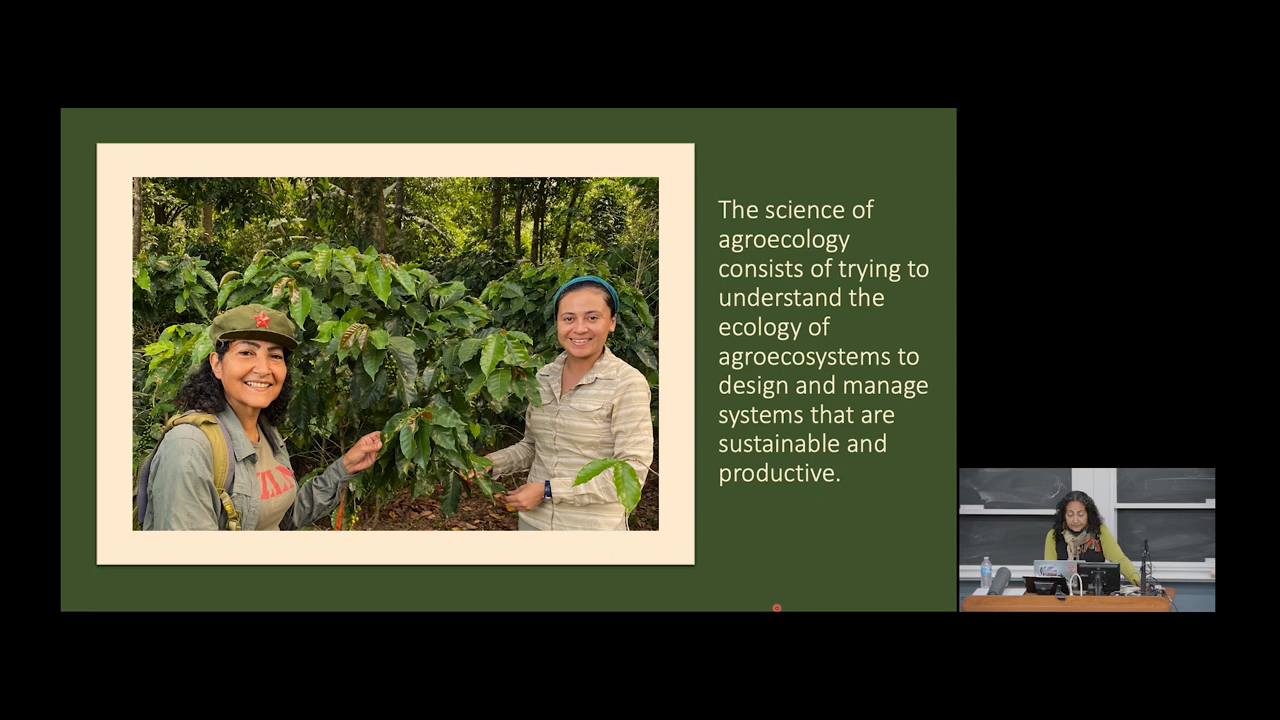 The science of
agroecology
consists of trying to
understand the
ecology of
agroecosystems to
design and manage
systems that are
sustainable and
productive.